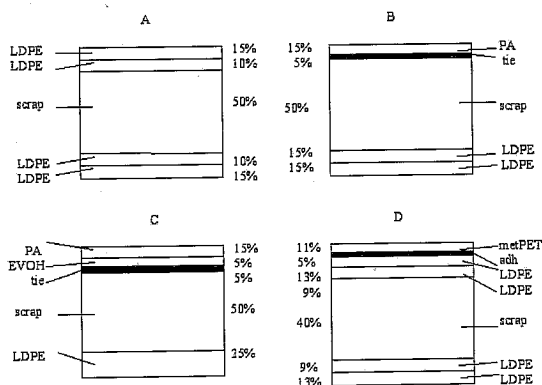 A
LDPE 15%
LDPE 10%
scrap 50%
LDPE 10%
LDPE 15%
B
15% PA
5% tie
50% scrap
15% LDPE
15% LDPE
C
PA 15%
EVOH 5%
tie 5%
scrap 50%
LDPE 25%
D
11% metPET
5% adh
13% LDPE
9% LDPE
40% scrap
9% LDPE
13% LDPE